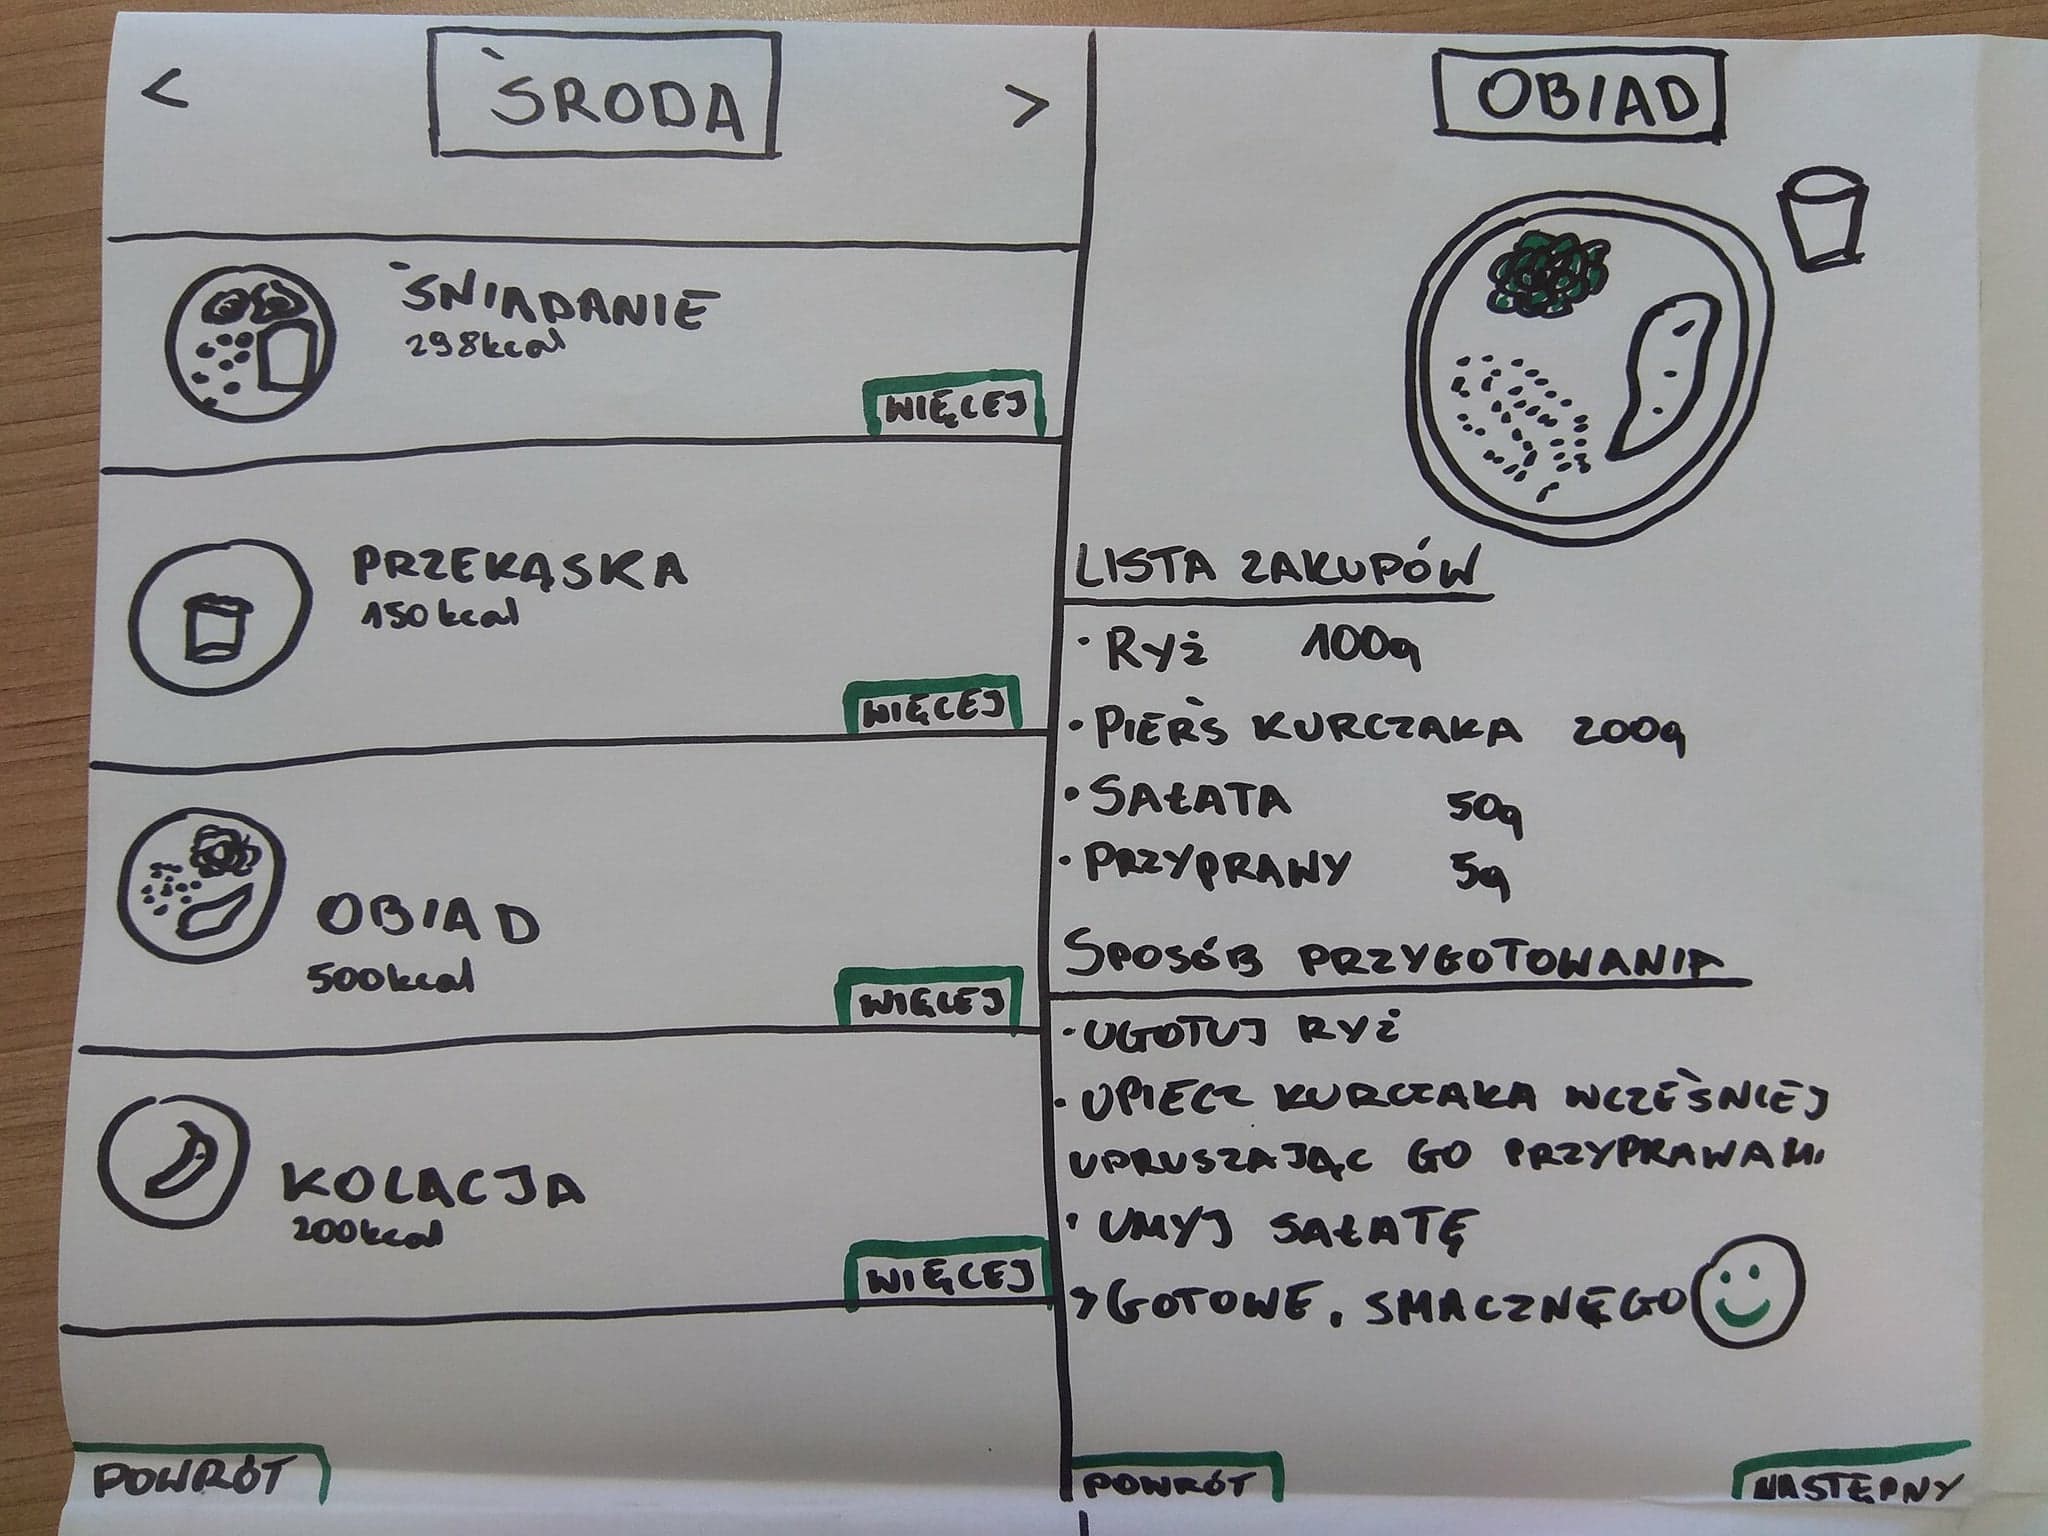 < ŚRODA >
ŚNIADANIE
298kcal
WIĘCEJ
PRZEKĄSKA
150kcal
WIĘCEJ
OBIAD
500kcal
WIĘCEJ
KOLACJA
200kcal
WIĘCEJ
POWRÓT
OBIAD
LISTA ZAKUPÓW
• RYŻ 100g
• PIERŚ KURCZAKA 200g
• SAŁATA 50g
• PRZYPRAWY 5g
SPOSÓB PRZYGOTOWANIA
• UGOTUJ RYŻ
• UPIECZ KURCZAKA WCZEŚNIEJ
UPRUSZAJĄC GO PRZYPRAWAMI
• UMYJ SAŁATĘ
> GOTOWE, SMACZNĘGO
POWRÓT
NASTĘPNY